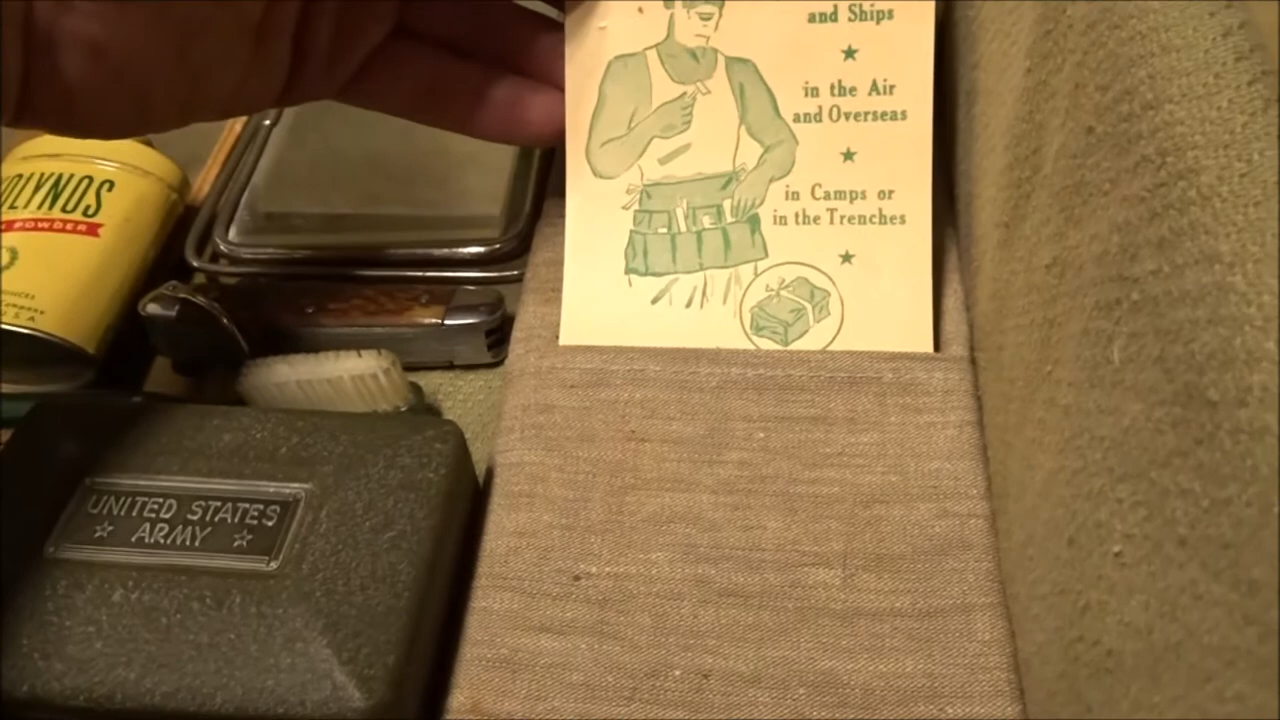 and Ships
in the Air
and Overseas
in Camps or
in the Trenches
OLYNOS
POWDER
U.S.A
UNITED STATES
ARMY